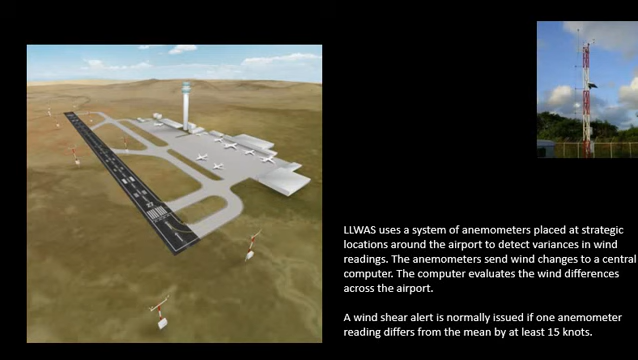 LLWAS uses a system of anemometers placed at strategic
locations around the airport to detect variances in wind
readings. The anemometers send wind changes to a central
computer. The computer evaluates the wind differences
across the airport.
A wind shear alert is normally issued if one anemometer
reading differs from the mean by at least 15 knots.